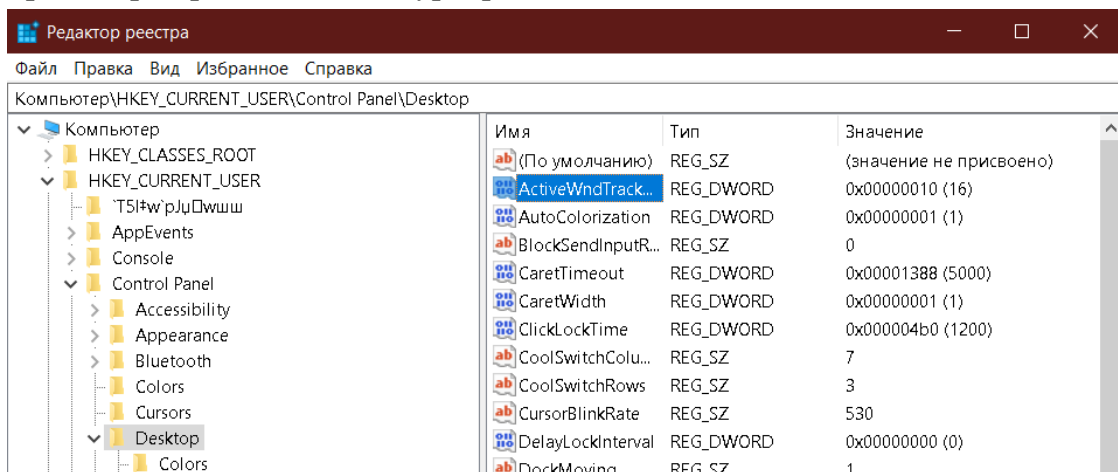 Редактор реестра
Файл Правка Вид Избранное Справка
Компьютер\HKEY_CURRENT_USER\Control Panel\Desktop
Компьютер
HKEY_CLASSES_ROOT
HKEY_CURRENT_USER
AppEvents
Console
Control Panel
Accessibility
Appearance
Bluetooth
Colors
Cursors
Desktop
Colors
Имя Тип Значение
(По умолчанию) REG_SZ (значение не присвоено)
ActiveWndTrack... REG_DWORD 0x00000010 (16)
AutoColorization REG_DWORD 0x00000001 (1)
BlockSendInputR... REG_SZ 0
CaretTimeout REG_DWORD 0x00001388 (5000)
CaretWidth REG_DWORD 0x00000001 (1)
ClickLockTime REG_DWORD 0x000004b0 (1200)
CoolSwitchColu... REG_SZ 7
CoolSwitchRows REG_SZ 3
CursorBlinkRate REG_SZ 530
DelayLockInterval REG_DWORD 0x00000000 (0)
DockMoving REG_SZ 1